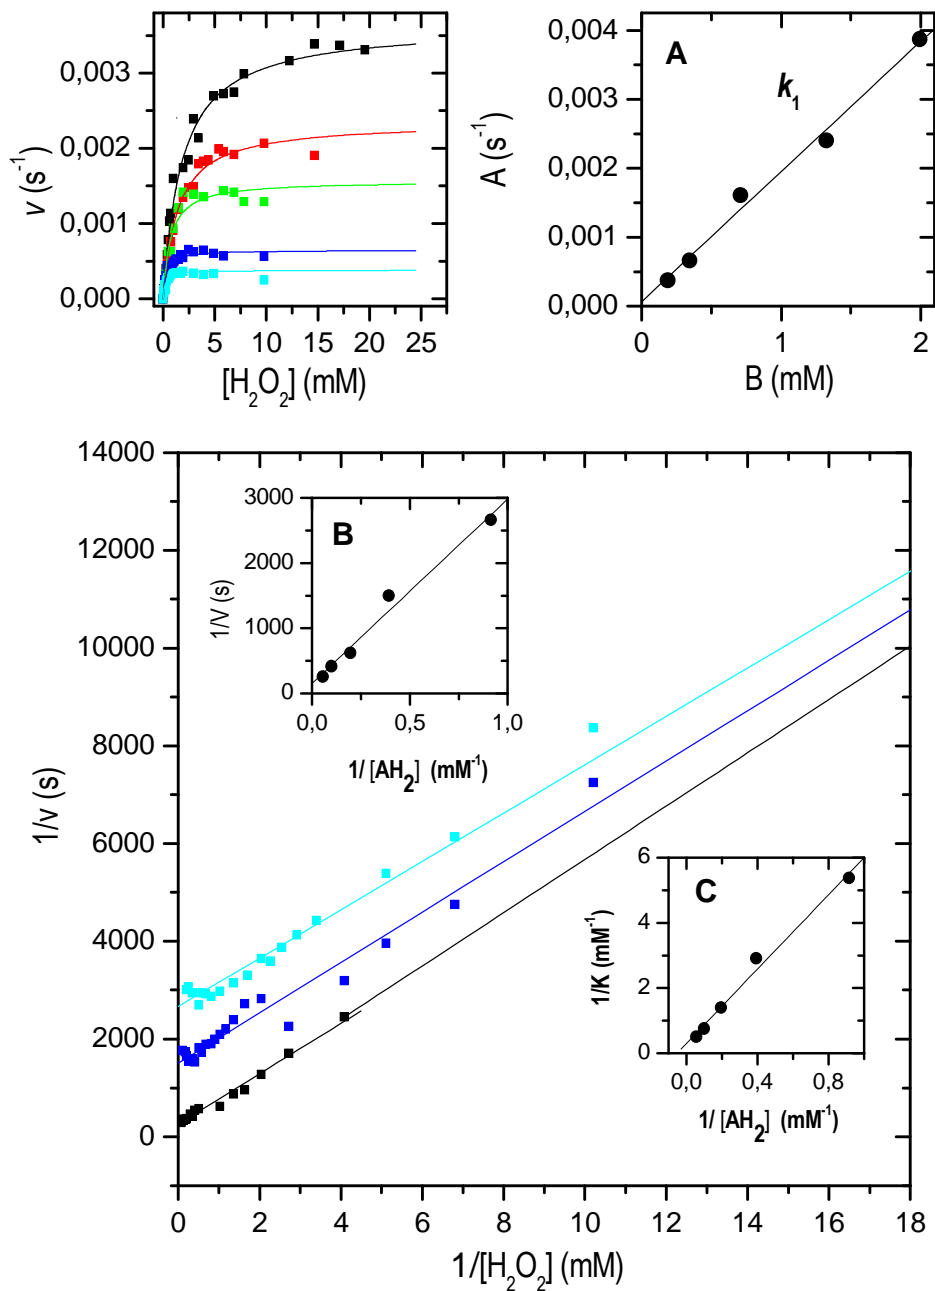 0,003
0,002
0,001
0,000
v (s⁻¹)
0 5 10 15 20 25
[H₂O₂] (mM)
0,004
0,003
0,002
0,001
0,000
A (s⁻¹)
A
k₁
0 1 2
B (mM)
14000
12000
10000
8000
6000
4000
2000
0
1/v (s)
3000
2000
1000
0
1/V (s)
B
0,0 0,5 1,0
1/ [AH₂] (mM⁻¹)
6
4
2
0
1/K (mM⁻¹)
C
0,0 0,4 0,8
1/ [AH₂] (mM⁻¹)
0 2 4 6 8 10 12 14 16 18
1/[H₂O₂] (mM)